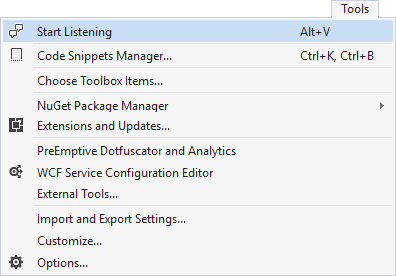 Tools
Start Listening Alt+V
Code Snippets Manager... Ctrl+K, Ctrl+B
Choose Toolbox Items...
NuGet Package Manager
Extensions and Updates...
PreEmptive Dotfuscator and Analytics
WCF Service Configuration Editor
External Tools...
Import and Export Settings...
Customize...
Options...